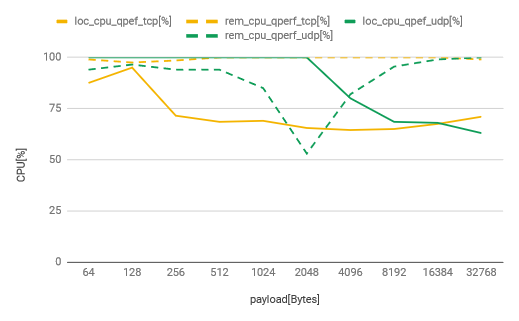 loc_cpu_qpef_tcp[%] rem_cpu_qperf_tcp[%] loc_cpu_qpef_udp[%]
rem_cpu_qperf_udp[%]
100
75
50
25
0
CPU[%]
64 128 256 512 1024 2048 4096 8192 16384 32768
payload[Bytes]